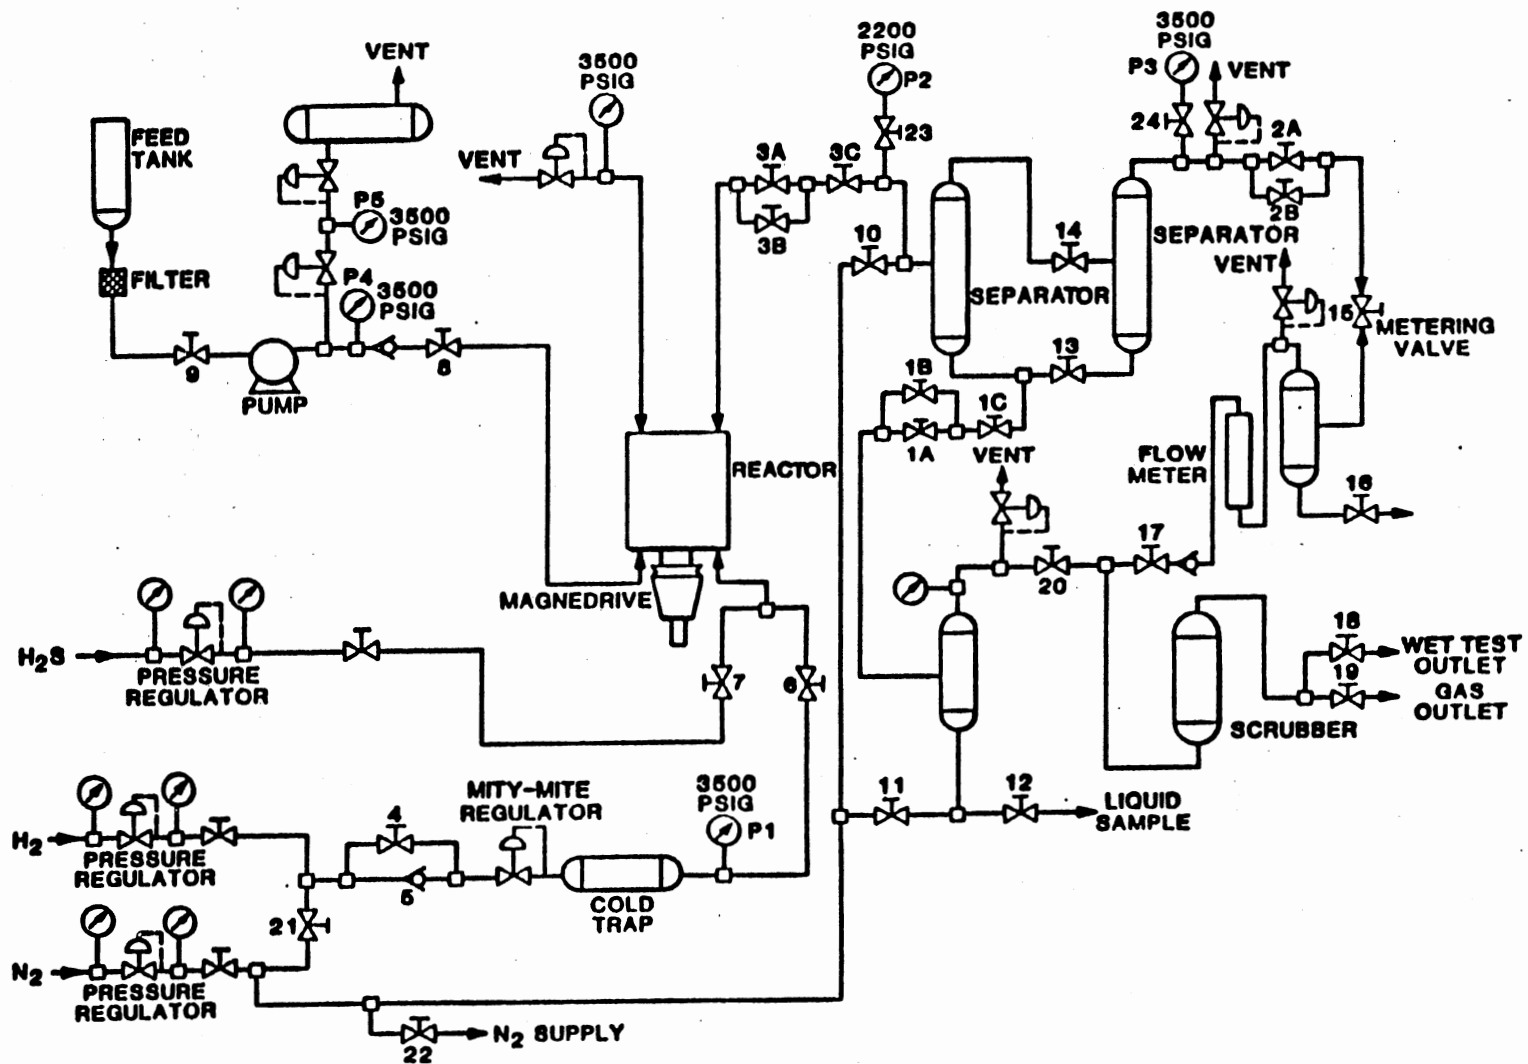 VENT
3500
PSIG
2200
PSIG
P2
3500
PSIG
P3
VENT
FEED
TANK
VENT
23
24
2A
3A
3C
P5
3500
PSIG
3B
10
14
SEPARATOR
2B
VENT
FILTER
P4
3500
PSIG
SEPARATOR
15
METERING
VALVE
9
PUMP
8
13
1B
1C
1A
VENT
REACTOR
FLOW
METER
16
17
20
MAGNEDRIVE
H2S
PRESSURE
REGULATOR
7
6
18
WET TEST
OUTLET
19
GAS
OUTLET
SCRUBBER
H2
PRESSURE
REGULATOR
4
MITY-MITE
REGULATOR
3500
PSIG
P1
11
12
LIQUID
SAMPLE
5
COLD
TRAP
21
N2
PRESSURE
REGULATOR
22
N2 SUPPLY